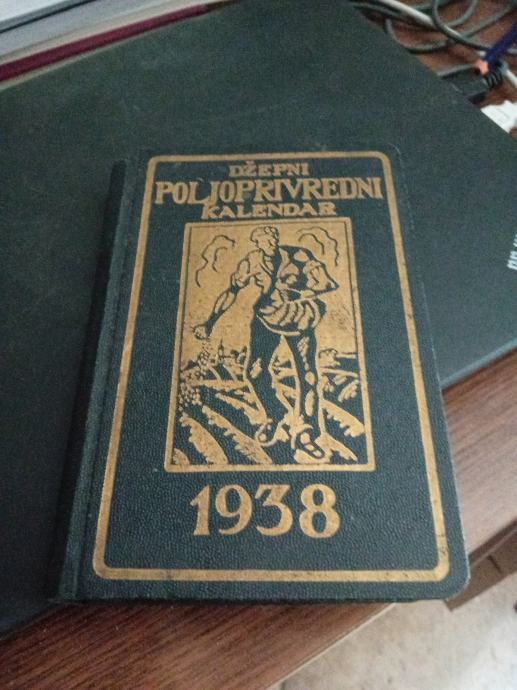 DŽEPNI
POLJOPRIVREDNI
KALENDAR
1938